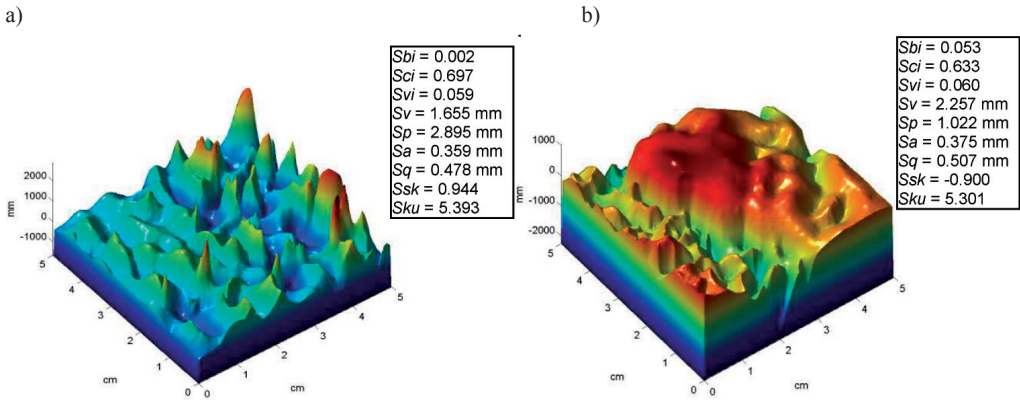 a)
b)
Sbi = 0.002
Sci = 0.697
Svi = 0.059
Sv = 1.655 mm
Sp = 2.895 mm
Sa = 0.359 mm
Sq = 0.478 mm
Ssk = 0.944
Sku = 5.393
2000
1000
0
-1000
mm
5
4
3
2
1
0
cm
0
1
2
3
4
5
cm
Sbi = 0.053
Sci = 0.633
Svi = 0.060
Sv = 2.257 mm
Sp = 1.022 mm
Sa = 0.375 mm
Sq = 0.507 mm
Ssk = -0.900
Sku = 5.301
1000
0
-1000
-2000
mm
5
4
3
2
1
0
cm
0
1
2
3
4
5
cm